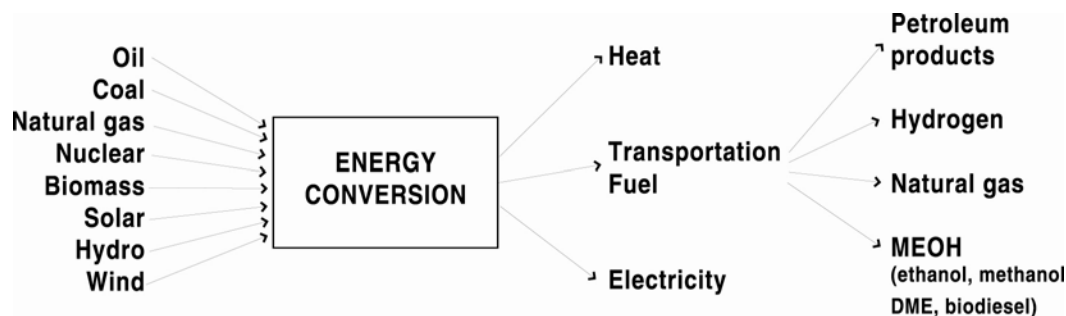 Oil
Coal
Natural gas
Nuclear
Biomass
Solar
Hydro
Wind
ENERGY
CONVERSION
Heat
Transportation
Fuel
Electricity
Petroleum
products
Hydrogen
Natural gas
MEOH
(ethanol, methanol
DME, biodiesel)